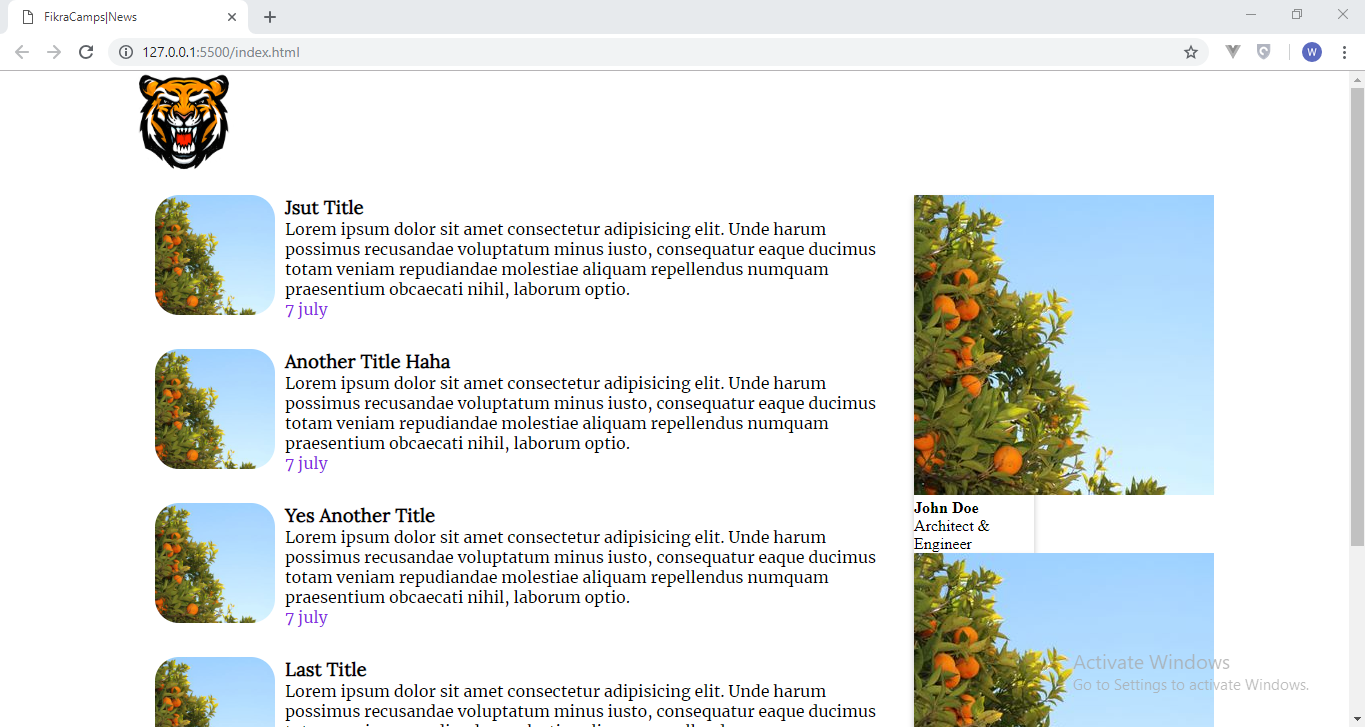 FikraCamps|News
127.0.0.1:5500/index.html
W
Jsut Title
Lorem ipsum dolor sit amet consectetur adipisicing elit. Unde harum
possimus recusandae voluptatum minus iusto, consequatur eaque ducimus
totam veniam repudiandae molestiae aliquam repellendus numquam
praesentium obcaecati nihil, laborum optio.
7 july
Another Title Haha
Lorem ipsum dolor sit amet consectetur adipisicing elit. Unde harum
possimus recusandae voluptatum minus iusto, consequatur eaque ducimus
totam veniam repudiandae molestiae aliquam repellendus numquam
praesentium obcaecati nihil, laborum optio.
7 july
Yes Another Title
Lorem ipsum dolor sit amet consectetur adipisicing elit. Unde harum
possimus recusandae voluptatum minus iusto, consequatur eaque ducimus
totam veniam repudiandae molestiae aliquam repellendus numquam
praesentium obcaecati nihil, laborum optio.
7 july
Last Title
Lorem ipsum dolor sit amet consectetur adipisicing elit. Unde harum
possimus recusandae voluptatum minus iusto, consequatur eaque ducimus
John Doe
Architect &
Engineer
Activate Windows
Go to Settings to activate Windows.